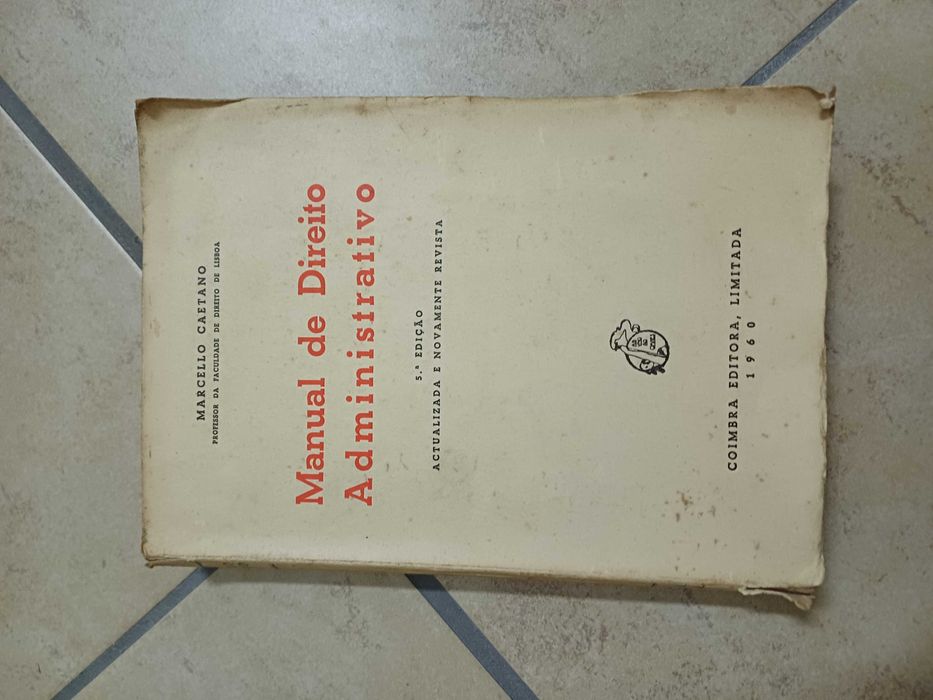 MARCELLO CAETANO
PROFESSOR DA FACULDADE DE DIREITO DE LISBOA
Manual de Direito
Administrativo
5.ª EDIÇÃO
ACTUALIZADA E NOVAMENTE REVISTA
COIMBRA EDITORA, LIMITADA
1960